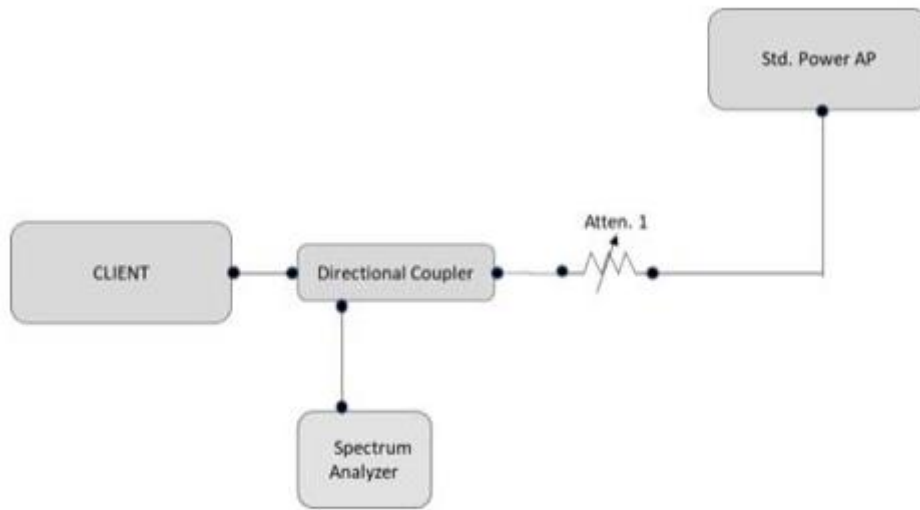 Std. Power AP
Atten. 1
CLIENT
Directional Coupler
Spectrum
Analyzer